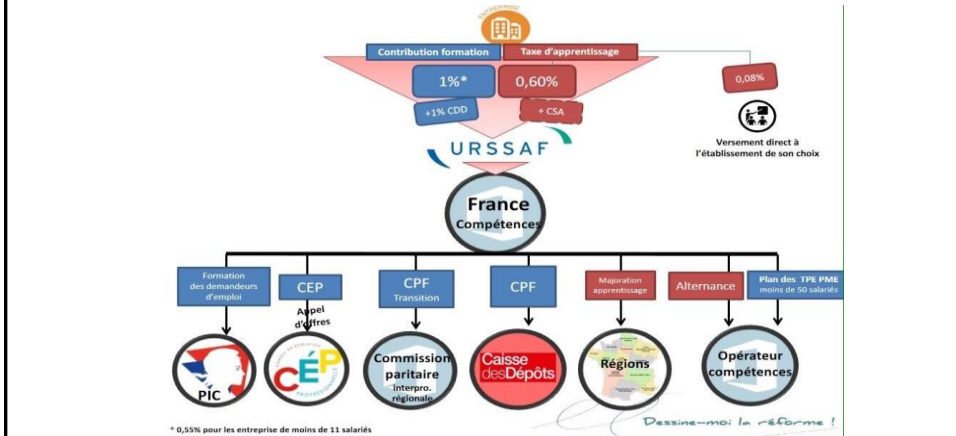 ENTREPRISE
Contribution formation
Taxe d'apprentissage
1%*
0,60%
0,08%
+1% CDD
+ CSA
URSSAF
Versement direct à
l'établissement de son choix
France
Compétences
Formation
des demandeurs
d'emploi
CEP
CPF
Transition
CPF
Majoration
apprentissage
Alternance
Plan des TPE PME
moins de 50 salariés
Appel
d'offres
PIC
CÉP
Commission
paritaire
Interpro.
régionale
Caisse
desDépôts
Régions
Opérateur
compétences
Dessine-moi la réforme !
* 0,55% pour les entreprise de moins de 11 salariés